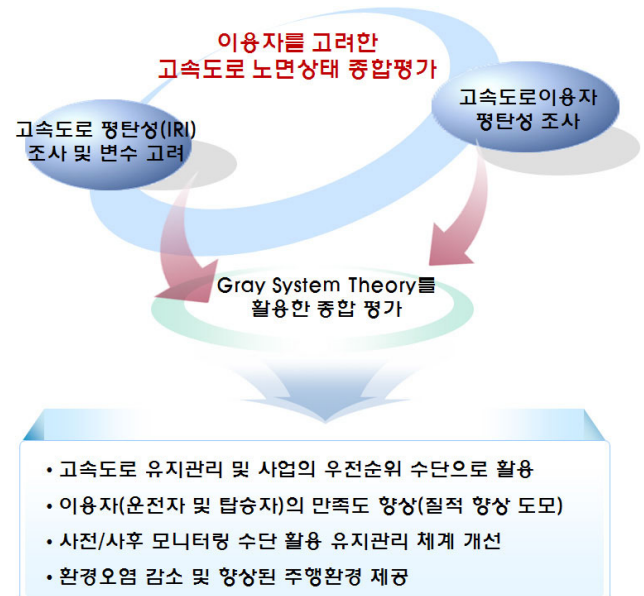 이용자를 고려한
고속도로 노면상태 종합평가
고속도로 평탄성(IRI)
조사 및 변수 고려
고속도로이용자
평탄성 조사
Gray System Theory를
활용한 종합 평가
• 고속도로 유지관리 및 사업의 우전순위 수단으로 활용
• 이용자(운전자 및 탑승자)의 만족도 향상(질적 향상 도모)
• 사전/사후 모니터링 수단 활용 유지관리 체계 개선
• 환경오염 감소 및 향상된 주행환경 제공